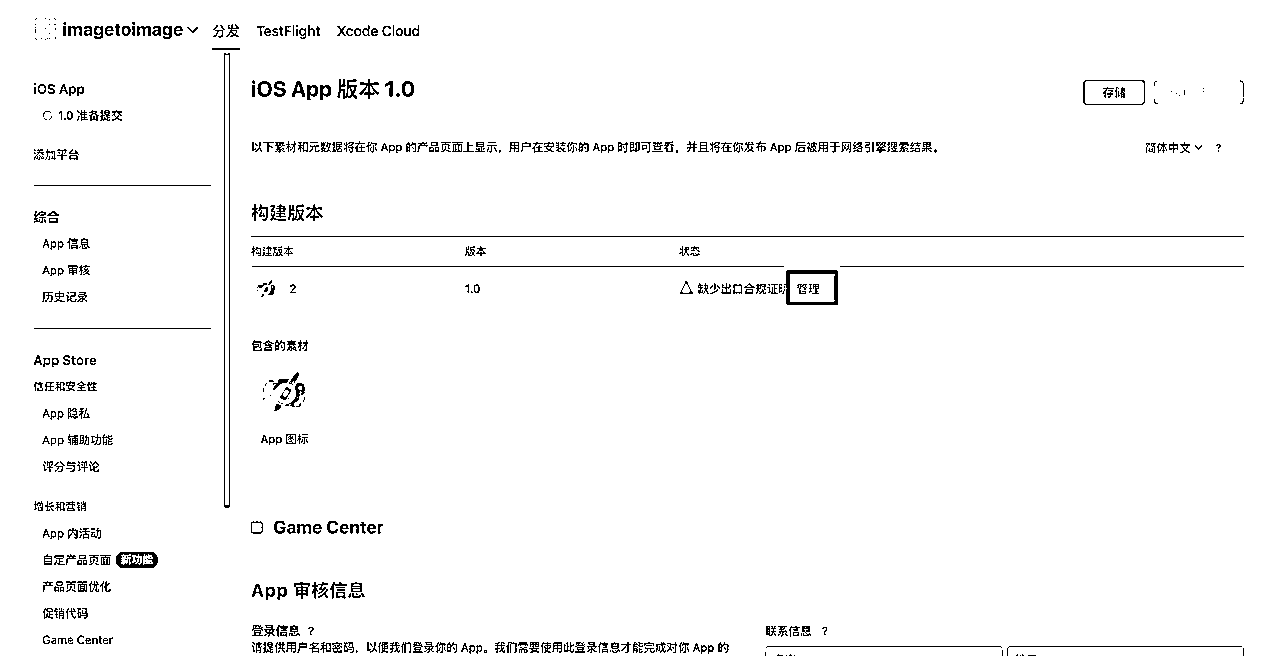 imagetoimage 分发 TestFlight Xcode Cloud
iOS App
1.0 准备提交
添加平台
综合
App 信息
App 审核
历史记录
App Store
信任和安全性
App 隐私
App 辅助功能
评分与评论
增长和营销
App 内活动
自定产品页面 新功能
产品页面优化
促销代码
Game Center
iOS App 版本 1.0
存储
以下素材和元数据将在你 App 的产品页面上显示，用户在安装你的 App 时即可查看，并且将在你发布 App 后被用于网络引擎搜索结果。
简体中文 ?
构建版本
构建版本 版本 状态
2 1.0 缺少出口合规证明 管理
包含的素材
App 图标
Game Center
App 审核信息
登录信息 ?
请提供用户名和密码，以便我们登录你的 App。我们需要使用此登录信息才能完成对你 App 的
联系信息 ?